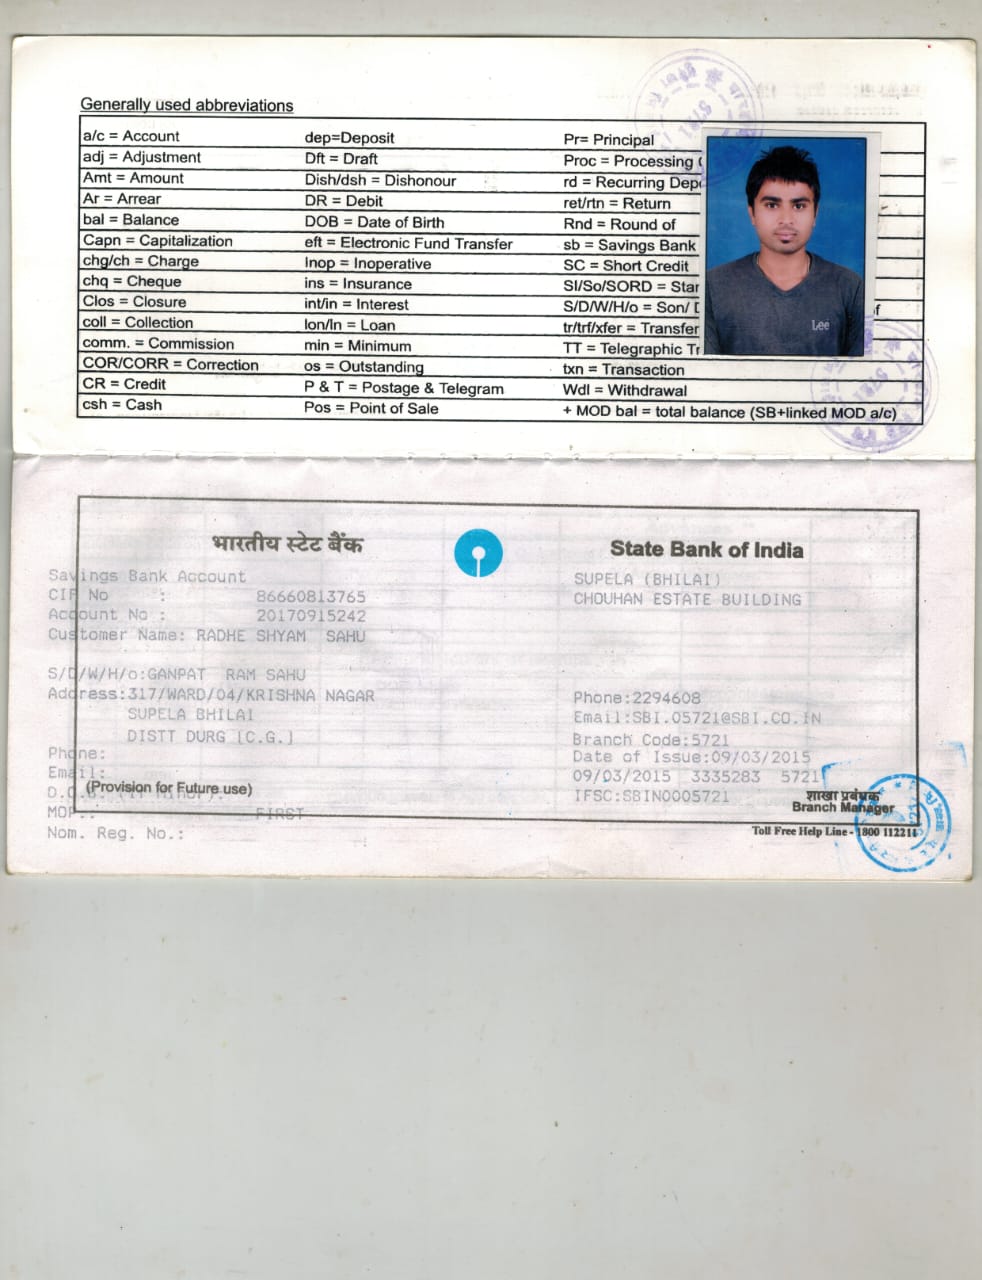 Generally used abbreviations
a/c = Account dep=Deposit Pr= Principal
adj = Adjustment Dft = Draft Proc = Processing
Amt = Amount Dish/dsh = Dishonour rd = Recurring Dep
Ar = Arrear DR = Debit ret/rtn = Return
bal = Balance DOB = Date of Birth Rnd = Round of
Capn = Capitalization eft = Electronic Fund Transfer sb = Savings Bank
chg/ch = Charge Inop = Inoperative SC = Short Credit
chq = Cheque ins = Insurance SI/So/SORD = Star
Clos = Closure int/in = Interest S/D/W/H/o = Son/
coll = Collection lon/ln = Loan tr/trf/xfer = Transfer
comm. = Commission min = Minimum TT = Telegraphic Tr
COR/CORR = Correction os = Outstanding txn = Transaction
CR = Credit P & T = Postage & Telegram Wdl = Withdrawal
csh = Cash Pos = Point of Sale + MOD bal = total balance (SB+linked MOD a/c)
Lee
भारतीय स्टेट बैंक State Bank of India
Savings Bank Account SUPELA (BHILAI)
CIF No : 86660813765 CHOUHAN ESTATE BUILDING
Account No : 20170915242
Customer Name: RADHE SHYAM SAHU
S/D/W/H/o:GANPAT RAM SAHU
Address:317/WARD/04/KRISHNA NAGAR Phone:2294608
SUPELA BHILAI Email:SBI.05721@SBI.CO.IN
DISTT DURG (C.G.) Branch Code:5721
Phone: Date of Issue:09/03/2015
Email: 09/03/2015 3335283 5721
(Provision for Future use) IFSC:SBIN0005721 शाखा प्रबंधक
MOP.: FIRST Branch Manager
Nom. Reg. No.: Toll Free Help Line - 1800 112211